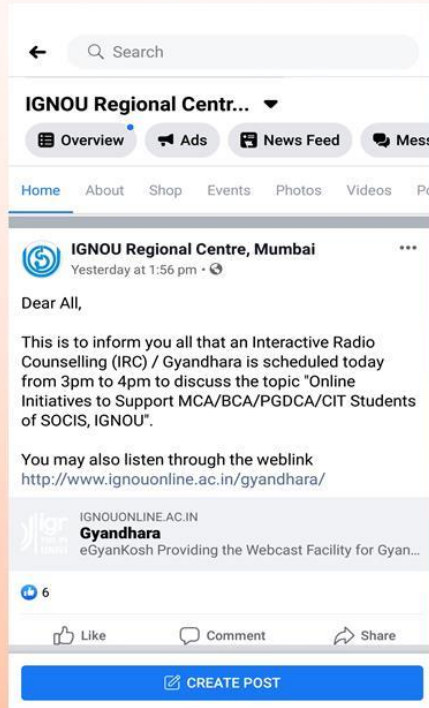 Search
IGNOU Regional Centr...
Overview Ads News Feed Mess
Home About Shop Events Photos Videos Po
IGNOU Regional Centre, Mumbai
Yesterday at 1:56 pm ·
Dear All,
This is to inform you all that an Interactive Radio
Counselling (IRC) / Gyandhara is scheduled today
from 3pm to 4pm to discuss the topic "Online
Initiatives to Support MCA/BCA/PGDCA/CIT Students
of SOCIS, IGNOU".
You may also listen through the weblink
http://www.ignouonline.ac.in/gyandhara/
IGNOUONLINE.AC.IN
Gyandhara
eGyanKosh Providing the Webcast Facility for Gyan...
6
Like Comment Share
CREATE POST